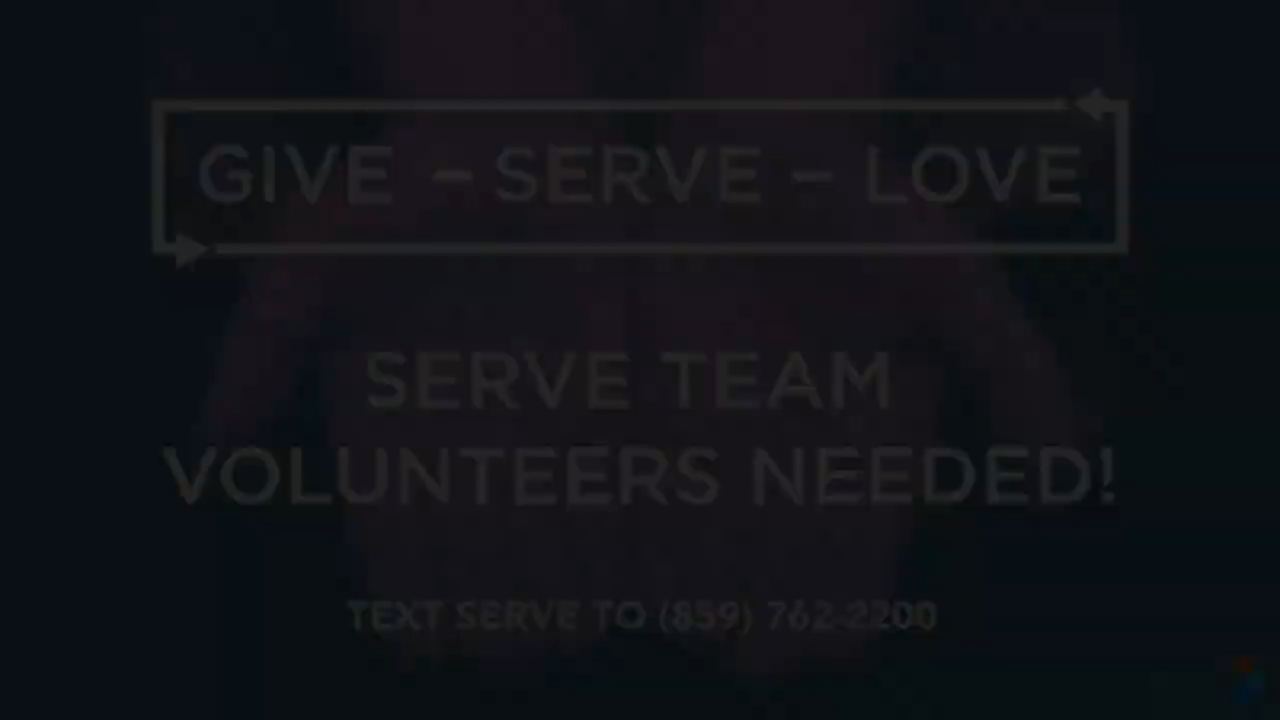 GIVE – SERVE – LOVE
SERVE TEAM
VOLUNTEERS NEEDED!
TEXT SERVE TO (859) 762-2200